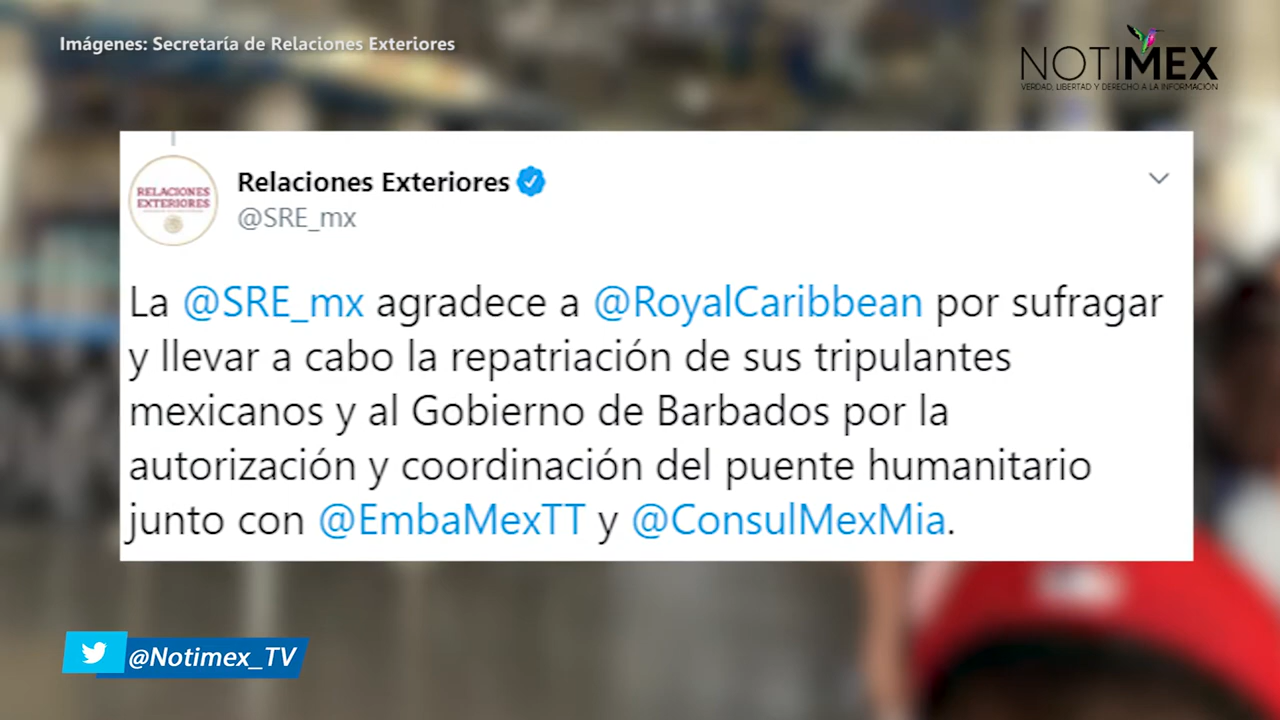 Imágenes: Secretaría de Relaciones Exteriores
NOTIMEX
VERDAD, LIBERTAD Y DERECHO A LA INFORMACIÓN
RELACIONES
EXTERIORES
Relaciones Exteriores
@SRE_mx
La @SRE_mx agradece a @RoyalCaribbean por sufragar
y llevar a cabo la repatriación de sus tripulantes
mexicanos y al Gobierno de Barbados por la
autorización y coordinación del puente humanitario
junto con @EmbaMexTT y @ConsulMexMia.
@Notimex_TV